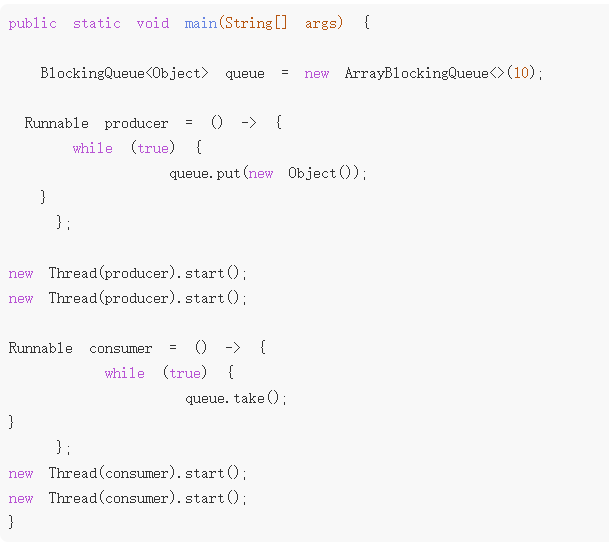 public static void main(String[] args) {
BlockingQueue<Object> queue = new ArrayBlockingQueue<>(10);
Runnable producer = () -> {
while (true) {
queue.put(new Object());
}
};
new Thread(producer).start();
new Thread(producer).start();
Runnable consumer = () -> {
while (true) {
queue.take();
}
};
new Thread(consumer).start();
new Thread(consumer).start();
}